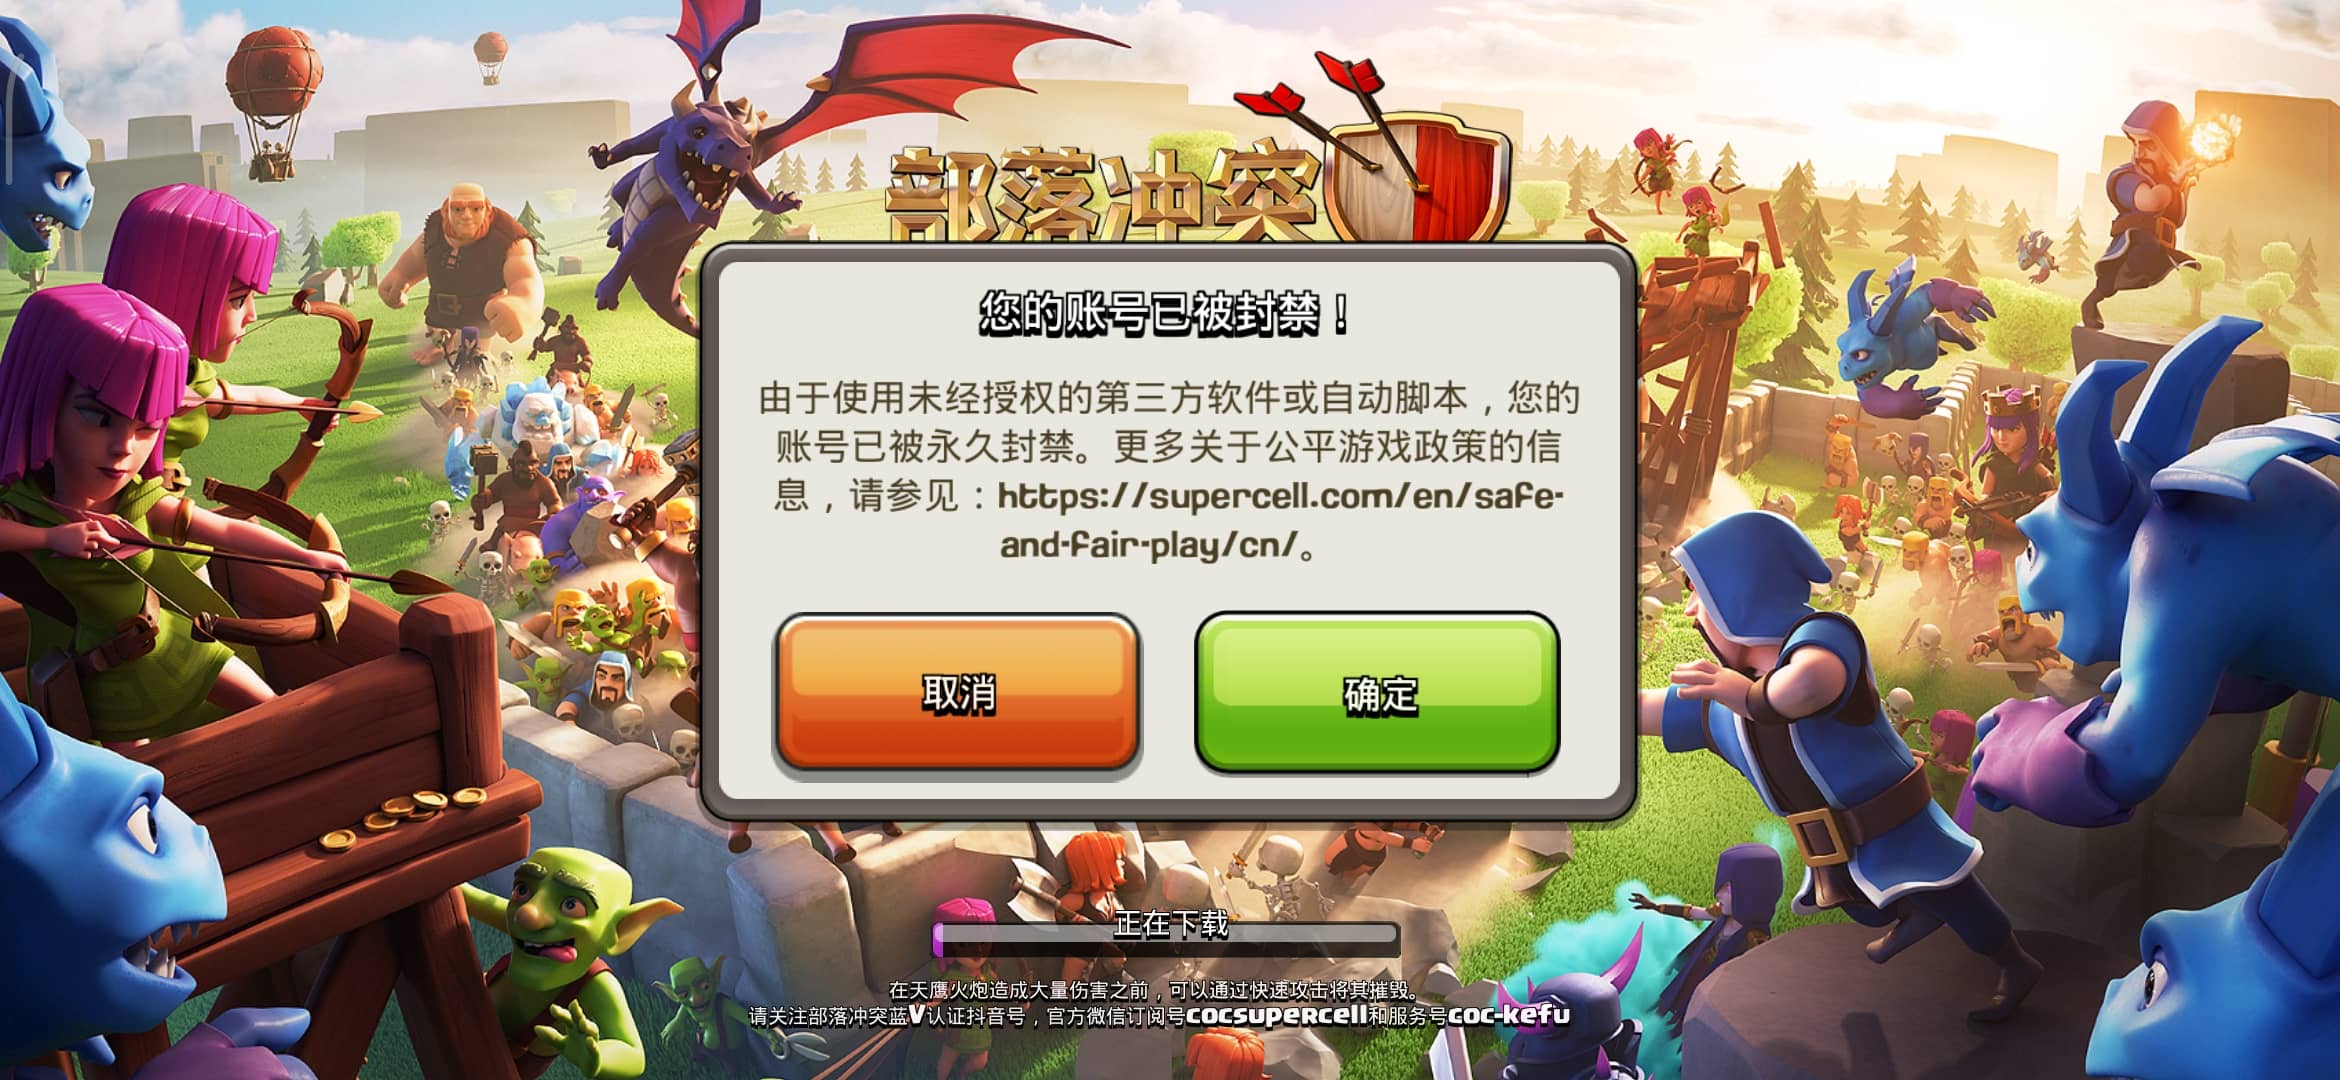 部落冲突
您的账号已被封禁！
由于使用未经授权的第三方软件或自动脚本，您的
账号已被永久封禁。更多关于公平游戏政策的信
息，请参见：https://supercell.com/en/safe-
and-fair-play/cn/。
取消
确定
正在下载
在天鹰火炮造成大量伤害之前，可以通过快速攻击将其摧毁。
请关注部落冲突蓝V认证抖音号，官方微信订阅号cocsupercell和服务号coc-kefu